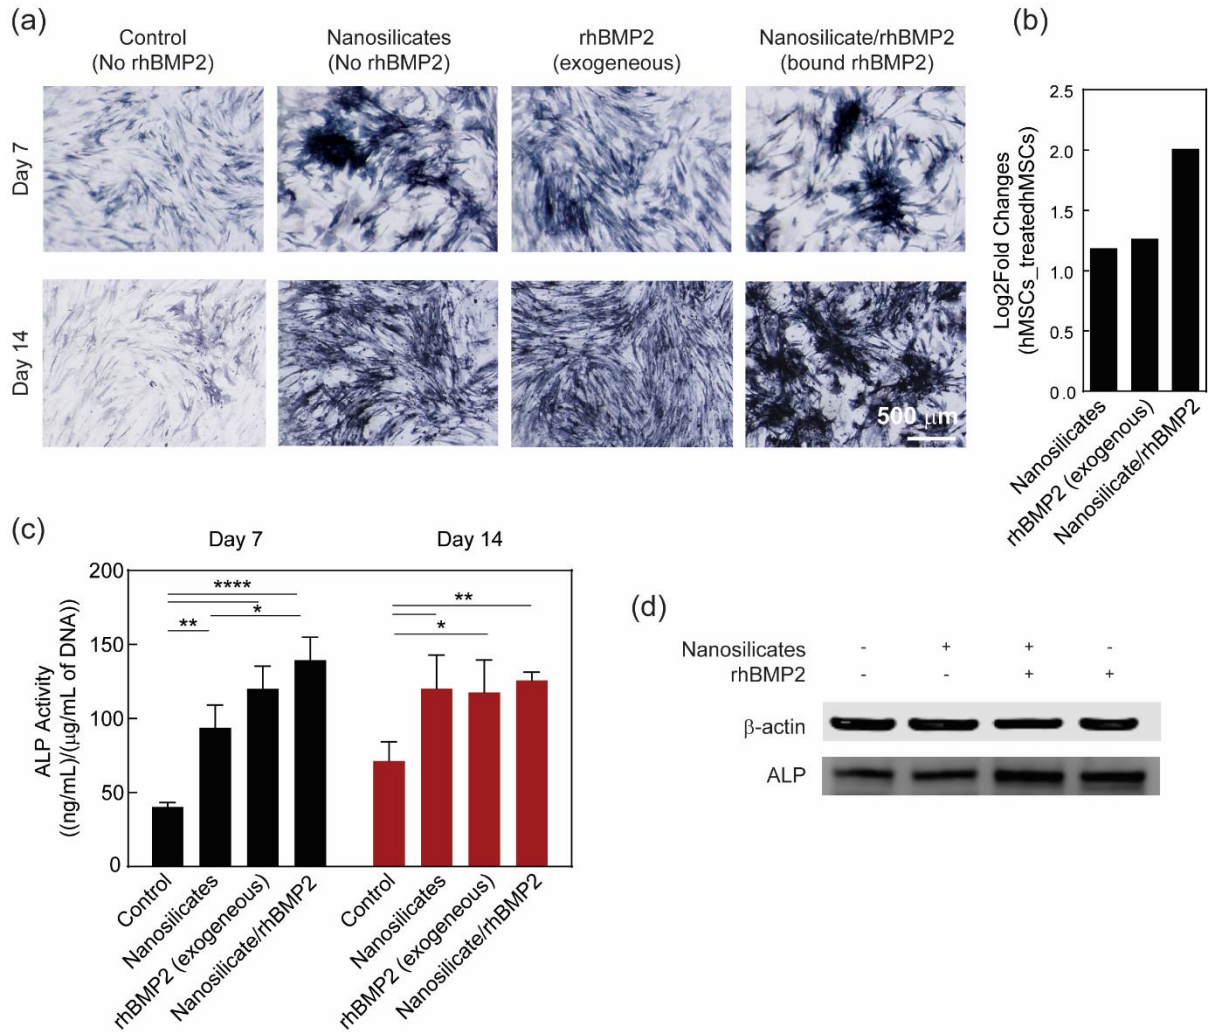 (a)
Control
(No rhBMP2)
Nanosilicates
(No rhBMP2)
rhBMP2
(exogeneous)
Nanosilicate/rhBMP2
(bound rhBMP2)
Day 7
Day 14
500 μm
(b)
Log2Fold Changes
(hMSCs_treatedhMSCs)
2.5
2.0
1.5
1.0
0.5
0.0
Nanosilicates
rhBMP2 (exogenous)
Nanosilicate/rhBMP2
(c)
Day 7
Day 14
ALP Activity
((ng/mL)/(μg/mL of DNA))
200
150
100
50
0
****
*
**
**
*
Control
Nanosilicates
rhBMP2 (exogeneous)
Nanosilicate/rhBMP2
Control
Nanosilicates
rhBMP2 (exogeneous)
Nanosilicate/rhBMP2
(d)
Nanosilicates - + + -
rhBMP2 - - + +
β-actin
ALP